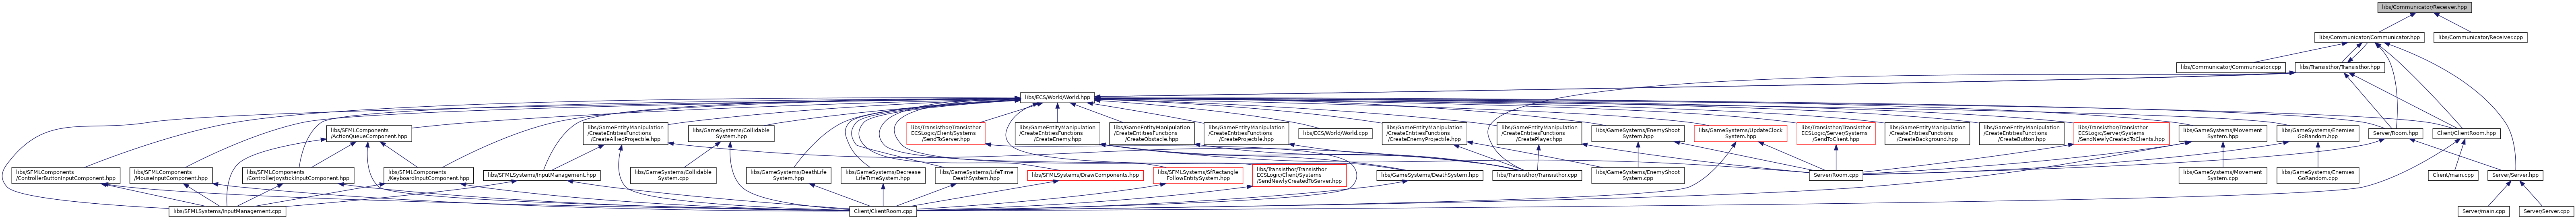 libs/Communicator/Receiver.hpp
libs/Communicator/Communicator.hpp
libs/Communicator/Receiver.cpp
libs/Communicator/Communicator.cpp
libs/Transisthor/Transisthor.hpp
libs/ECS/World/World.hpp
libs/SFMLComponents
/ActionQueueComponent.hpp
libs/GameEntityManipulation
/CreateEntitiesFunctions
/CreateAlliedProjectile.hpp
libs/GameSystems/Collidable
System.hpp
libs/Transisthor/Transisthor
ECSLogic/Client/Systems
/SendToServer.hpp
libs/GameEntityManipulation
/CreateEntitiesFunctions
/CreateEnemy.hpp
libs/GameEntityManipulation
/CreateEntitiesFunctions
/CreateObstacle.hpp
libs/GameEntityManipulation
/CreateEntitiesFunctions
/CreateProjectile.hpp
libs/ECS/World/World.cpp
libs/GameEntityManipulation
/CreateEntitiesFunctions
/CreateEnemyProjectile.hpp
libs/GameEntityManipulation
/CreateEntitiesFunctions
/CreatePlayer.hpp
libs/GameSystems/EnemyShoot
System.hpp
libs/GameSystems/UpdateClock
System.hpp
libs/Transisthor/Transisthor
ECSLogic/Server/Systems
/SendToClient.hpp
libs/GameEntityManipulation
/CreateEntitiesFunctions
/CreateBackground.hpp
libs/GameEntityManipulation
/CreateEntitiesFunctions
/CreateButton.hpp
libs/Transisthor/Transisthor
ECSLogic/Server/Systems
/SendNewlyCreatedToClients.hpp
libs/GameSystems/Movement
System.hpp
libs/GameSystems/Enemies
GoRandom.hpp
Server/Room.hpp
Client/ClientRoom.hpp
libs/SFMLComponents
/ControllerButtonInputComponent.hpp
libs/SFMLComponents
/MouseInputComponent.hpp
libs/SFMLComponents
/ControllerJoystickInputComponent.hpp
libs/SFMLComponents
/KeyboardInputComponent.hpp
libs/SFMLSystems/InputManagement.hpp
libs/GameSystems/Collidable
System.cpp
libs/GameSystems/DeathLife
System.hpp
libs/GameSystems/Decrease
LifeTimeSystem.hpp
libs/GameSystems/LifeTime
DeathSystem.hpp
libs/SFMLSystems/DrawComponents.hpp
libs/SFMLSystems/SfRectangle
FollowEntitySystem.hpp
libs/Transisthor/Transisthor
ECSLogic/Client/Systems
/SendNewlyCreatedToServer.hpp
libs/GameSystems/DeathSystem.hpp
libs/Transisthor/Transisthor.cpp
libs/GameSystems/EnemyShoot
System.cpp
Server/Room.cpp
libs/GameSystems/Movement
System.cpp
libs/GameSystems/Enemies
GoRandom.cpp
Client/main.cpp
Server/Server.hpp
libs/SFMLSystems/InputManagement.cpp
Client/ClientRoom.cpp
Server/main.cpp
Server/Server.cpp